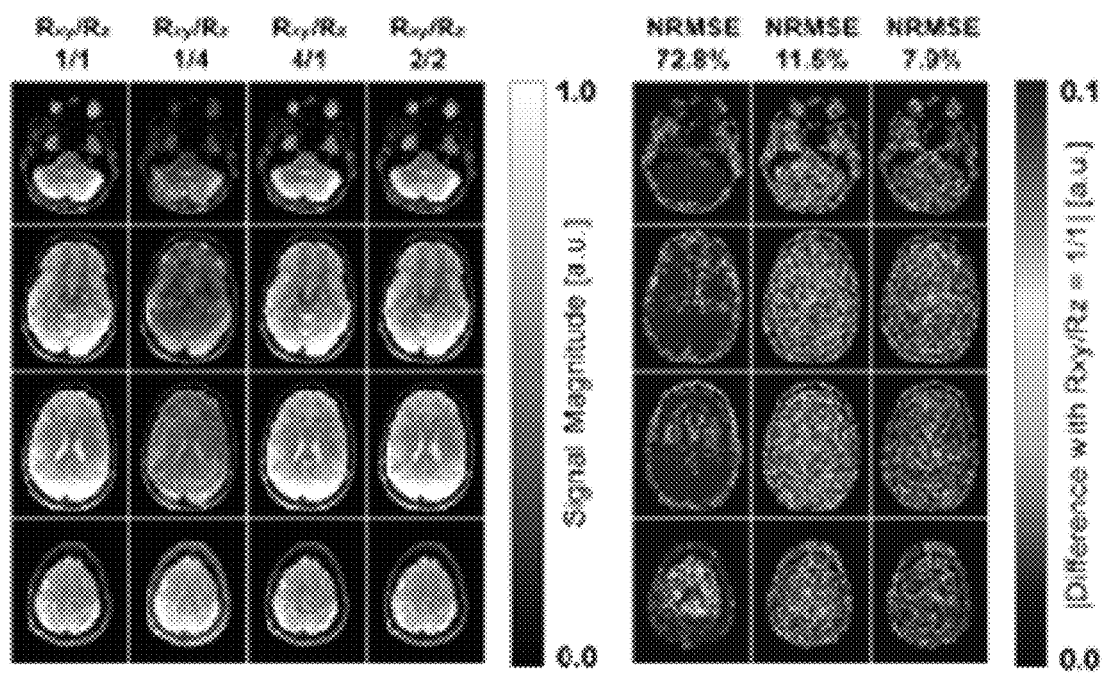 Rxy/Rz Rxy/Rz Rxy/Rz Rxy/Rz
1/1 1/4 4/1 2/2
1.0
Signal Magnitude [a.u.]
0.0
NRMSE NRMSE NRMSE
72.8% 11.6% 7.9%
0.1
|Difference with Rxy/Rz = 1/1| [a.u.]
0.0